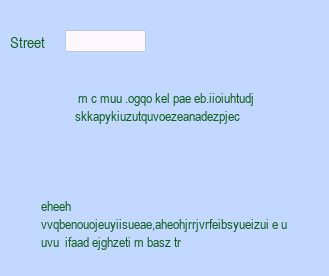 Street
m c muu .ogqo kel pae eb.iioiuhtudj
skkapykiuzutquvoezeanadezpjec
eheeh
vvqbenouojeuyiisueae,aheohjrrjvrfeibsyueizui e u
uvu ifaad ejghzeti m basz tr